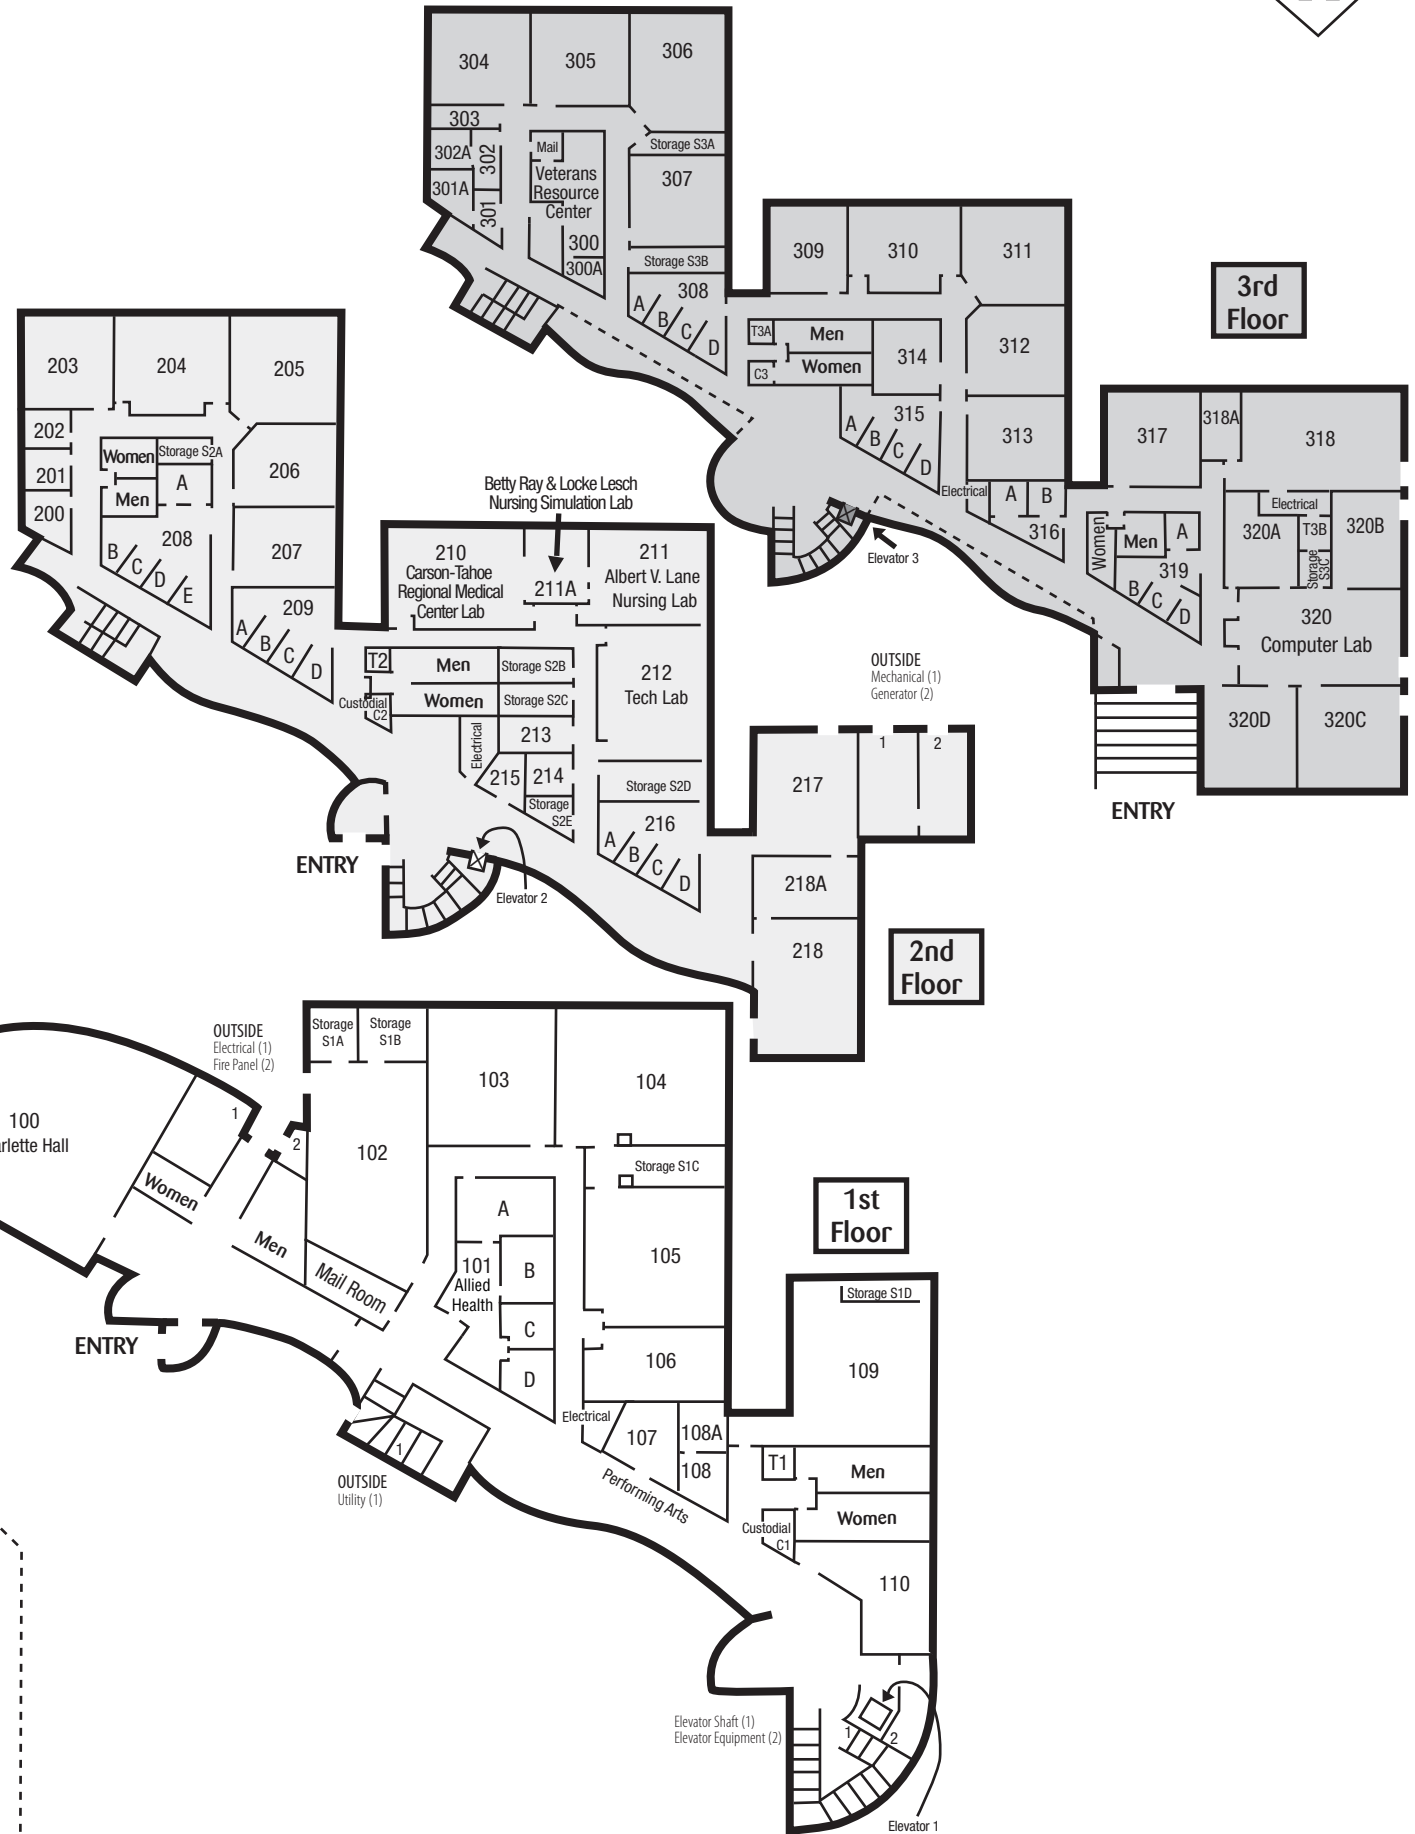 304
305
306
303
302A
302
301A
301
Mail
Veterans
Resource
Center
300
300A
Storage S3A
307
Storage S3B
308
A
B
C
D
309
310
311
T3A
Men
C3
Women
314
312
315
A
B
C
D
313
Electrical
A
B
316
3rd
Floor
317
318A
318
Electrical
320A
T3B
320B
Storage
S3C
Women
Men
A
319
B
C
D
320
Computer Lab
320D
320C
ENTRY
Elevator 3
203
204
205
202
201
200
Women
Storage S2A
Men
A
208
B
C
D
E
206
207
209
A
B
C
D
Betty Ray & Locke Lesch
Nursing Simulation Lab
210
Carson-Tahoe
Regional Medical
Center Lab
211A
211
Albert V. Lane
Nursing Lab
T2
Men
Storage S2B
Custodial
C2
Women
Storage S2C
212
Tech Lab
Electrical
213
215
214
Storage
S2E
Storage S2D
216
A
B
C
D
ENTRY
Elevator 2
OUTSIDE
Mechanical (1)
Generator (2)
217
1
2
218A
218
2nd
Floor
100
rlette Hall
OUTSIDE
Electrical (1)
Fire Panel (2)
1
2
Women
Men
Mail Room
ENTRY
Storage
S1A
Storage
S1B
102
103
104
Storage S1C
A
101
Allied
Health
B
C
D
105
106
Electrical
107
108A
108
Performing Arts
OUTSIDE
Utility (1)
1
1st
Floor
Storage S1D
109
T1
Men
Women
Custodial
C1
110
Elevator Shaft (1)
Elevator Equipment (2)
1
2
Elevator 1